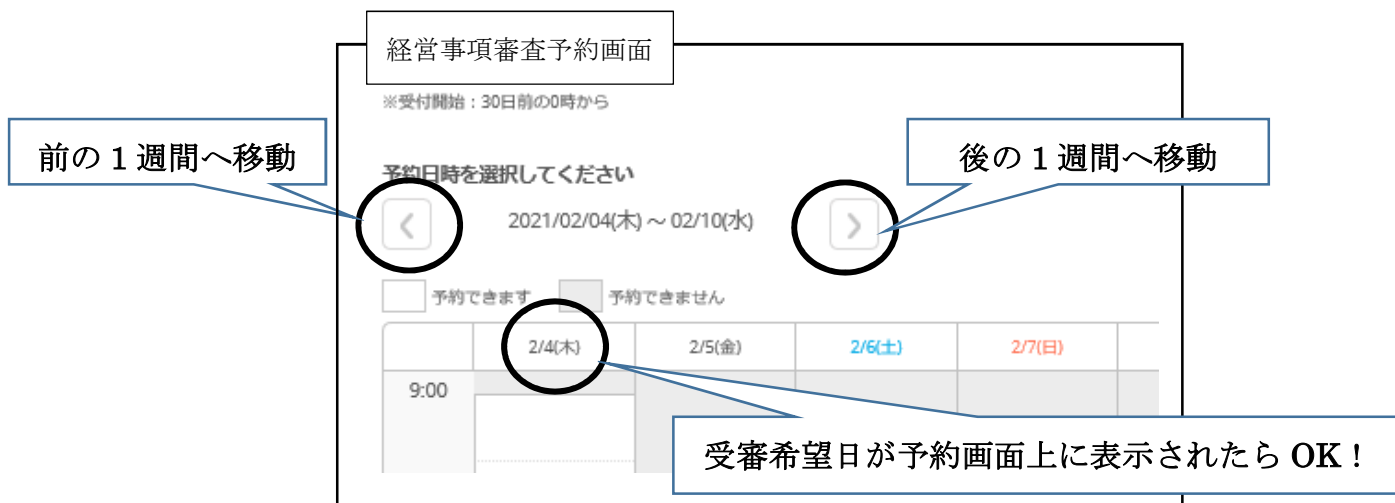 経営事項審査予約画面
※受付開始：30日前の0時から
前の１週間へ移動
後の１週間へ移動
予約日時を選択してください
2021/02/04(木) ～ 02/10(水)
予約できます 予約できません
2/4(木) 2/5(金) 2/6(土) 2/7(日)
9:00
受審希望日が予約画面上に表示されたら OK！